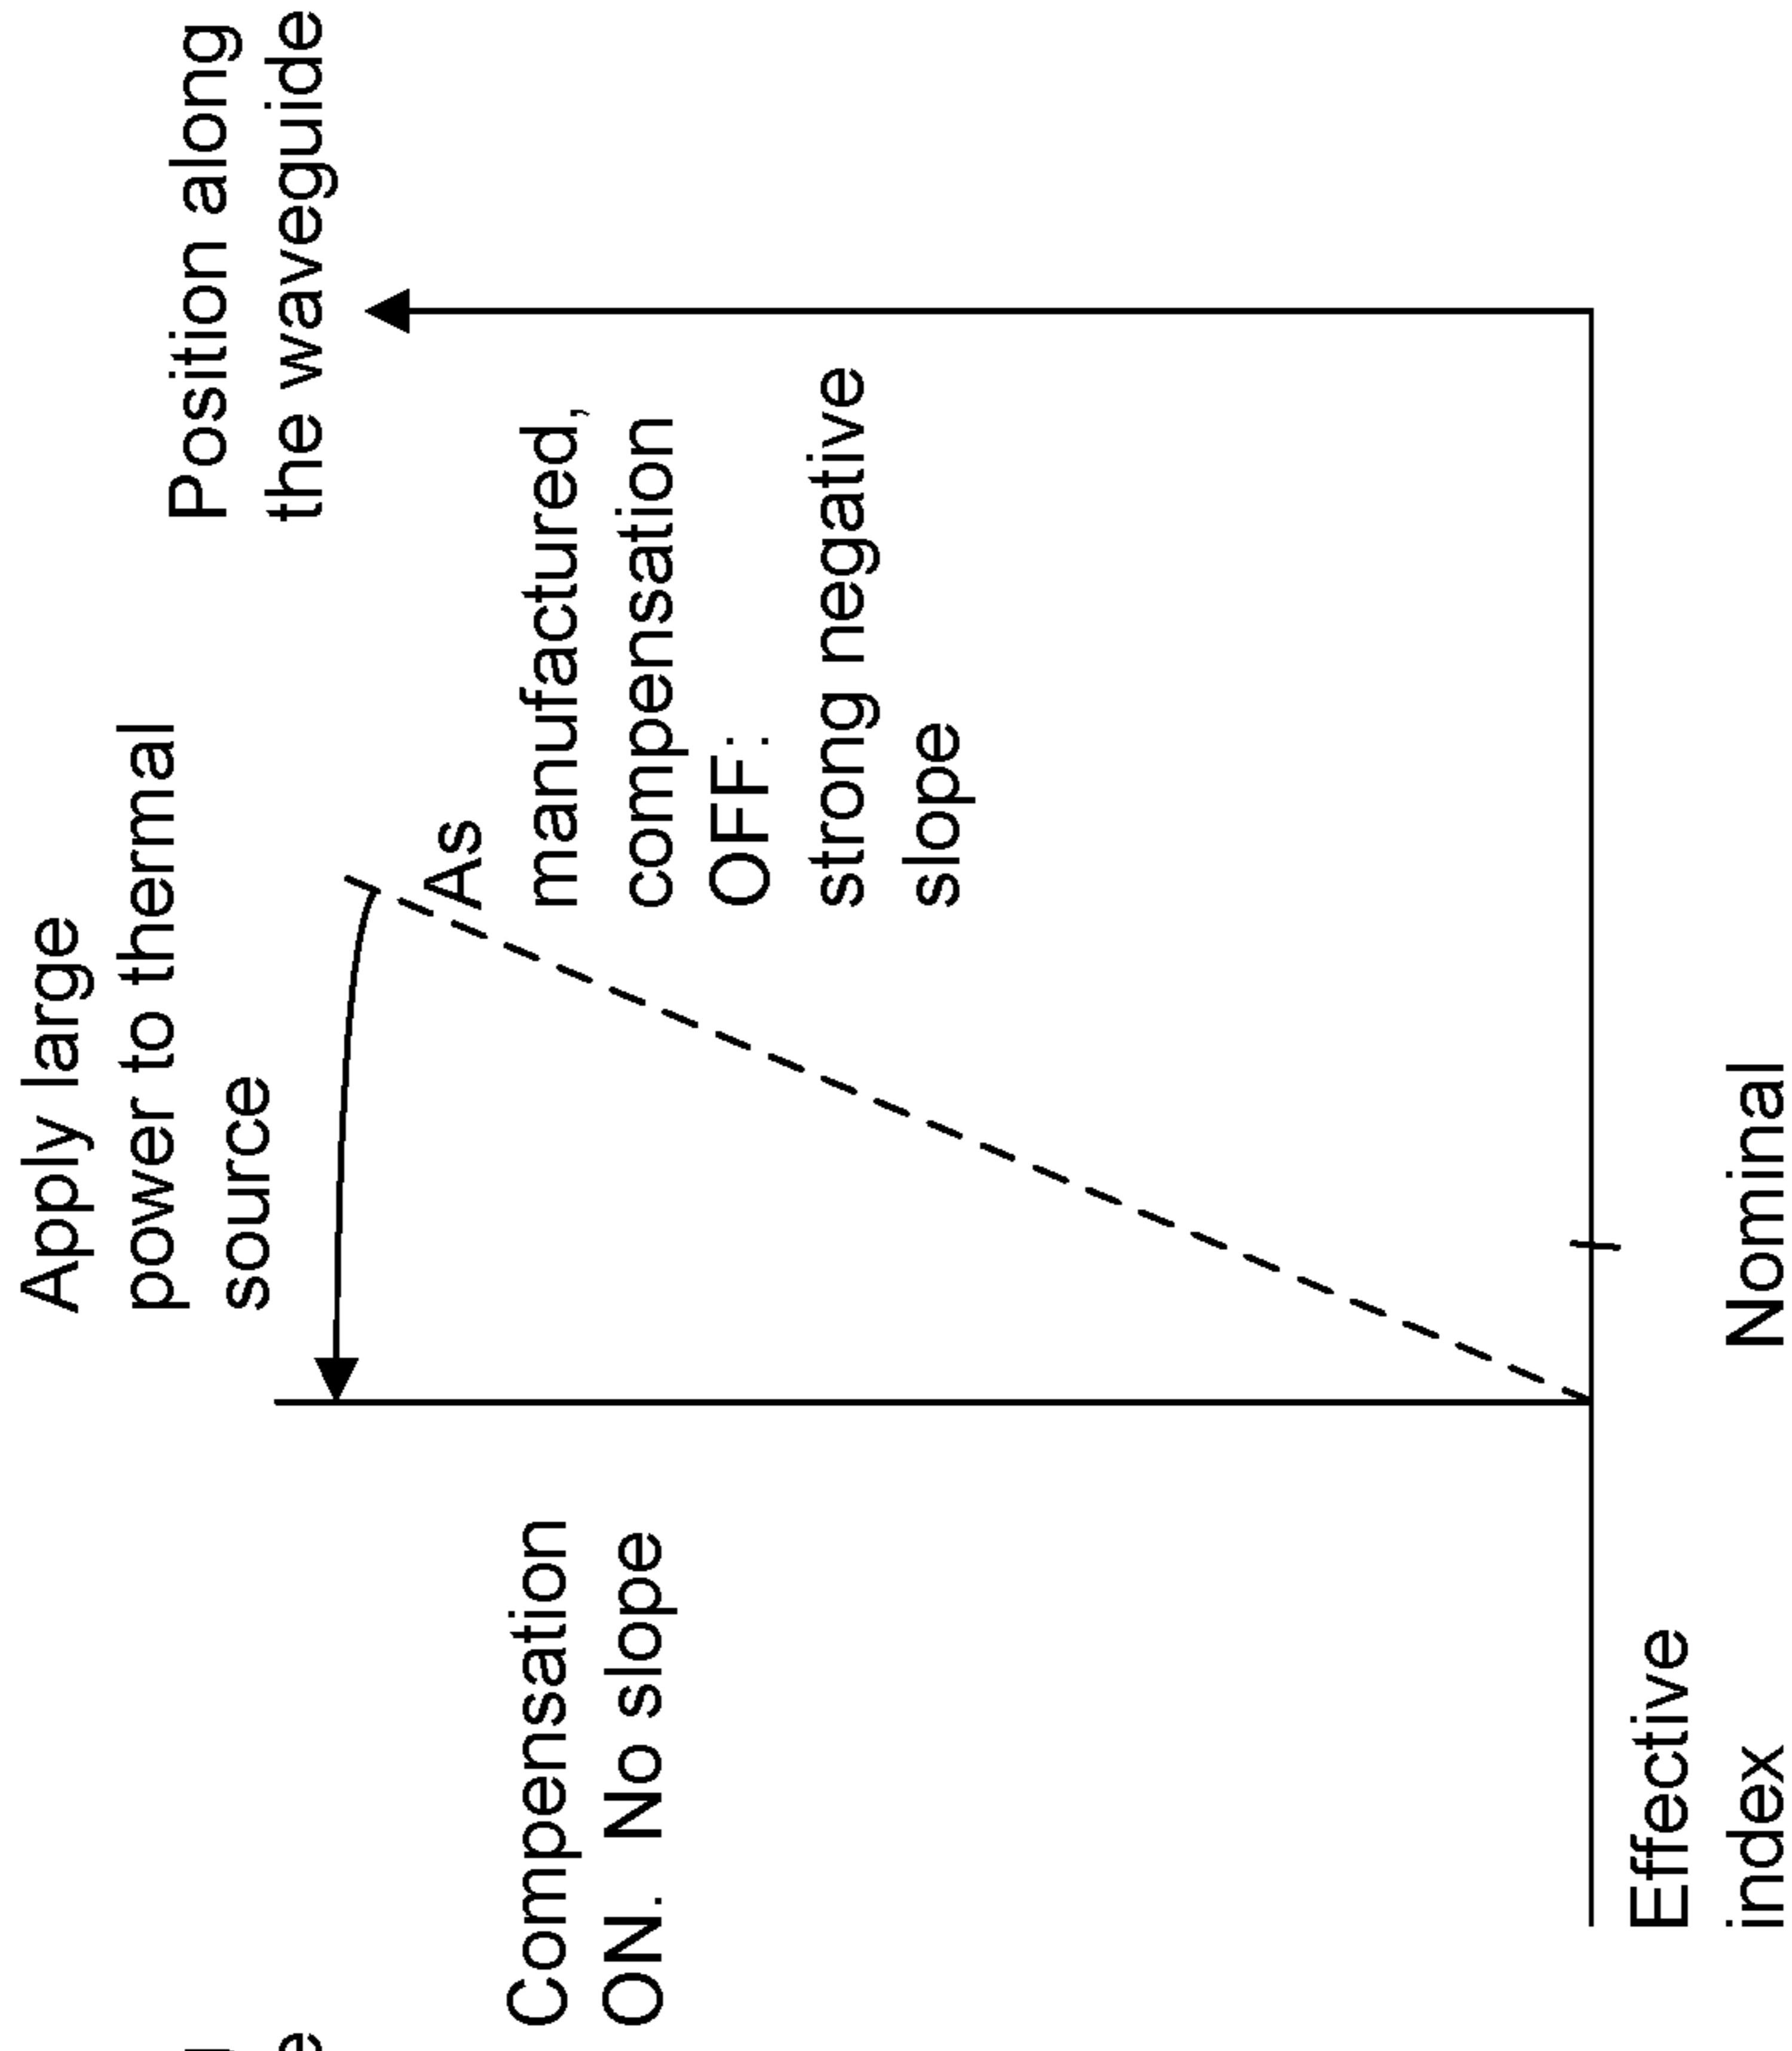 Apply large
power to thermal
source
Position along
the waveguide
Compensation
ON. No slope
As
manufactured,
compensation
OFF:
strong negative
slope
Effective
index
Nominal